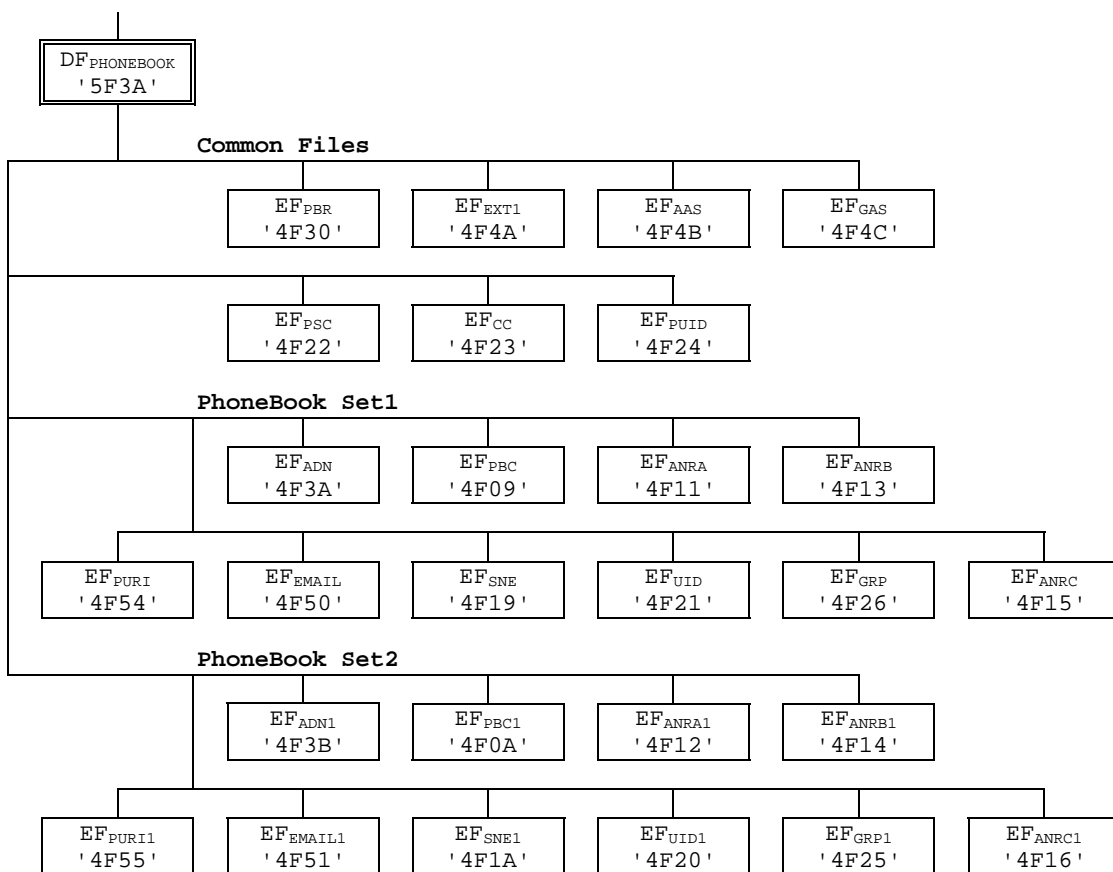 DFPHONEBOOK
'5F3A'
Common Files
EFPBR EFEXT1 EFAAS EFGAS
'4F30' '4F4A' '4F4B' '4F4C'
EFPSC EFCC EFPUID
'4F22' '4F23' '4F24'
PhoneBook Set1
EFADN EFPBC EFANRA EFANRB
'4F3A' '4F09' '4F11' '4F13'
EFPURI EFEMAIL EFSNE EFUID EFGRP EFANRC
'4F54' '4F50' '4F19' '4F21' '4F26' '4F15'
PhoneBook Set2
EFADN1 EFPBC1 EFANRA1 EFANRB1
'4F3B' '4F0A' '4F12' '4F14'
EFPURI1 EFEMAIL1 EFSNE1 EFUID1 EFGRP1 EFANRC1
'4F55' '4F51' '4F1A' '4F20' '4F25' '4F16'